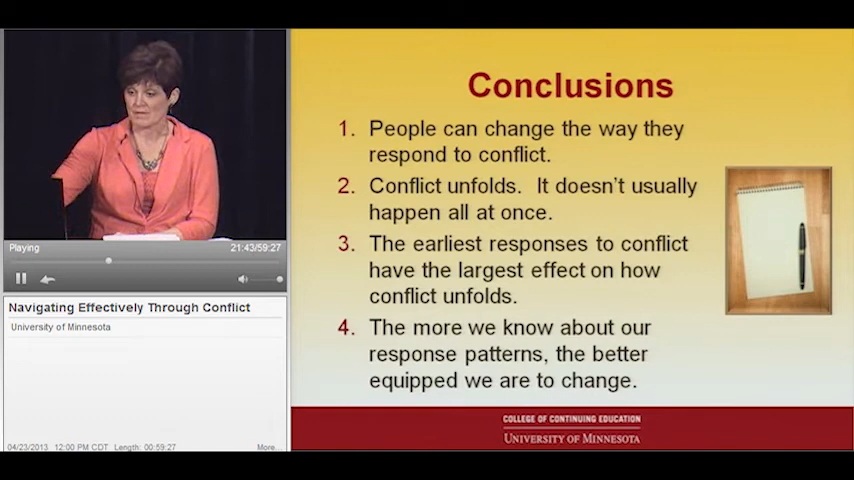 Playing
21:43/59:27
Navigating Effectively Through Conflict
University of Minnesota
04/23/2013 12:00 PM CDT Length: 00:59:27
More...
Conclusions
1. People can change the way they
respond to conflict.
2. Conflict unfolds. It doesn't usually
happen all at once.
3. The earliest responses to conflict
have the largest effect on how
conflict unfolds.
4. The more we know about our
response patterns, the better
equipped we are to change.
COLLEGE OF CONTINUING EDUCATION
UNIVERSITY OF MINNESOTA